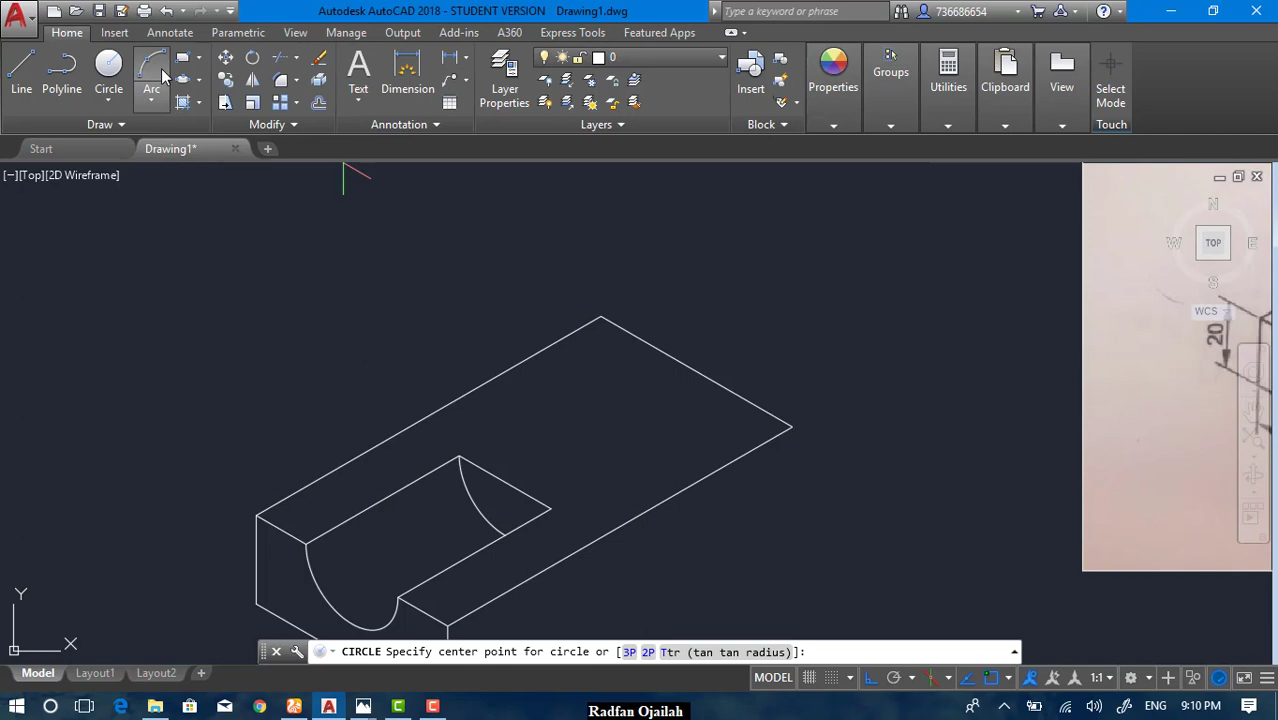 Autodesk AutoCAD 2018 - STUDENT VERSION Drawing1.dwg
Type a keyword or phrase
736686654
Home Insert Annotate Parametric View Manage Output Add-ins A360 Express Tools Featured Apps
Line Polyline Circle Arc Text Dimension Layer Properties 0 Insert Properties Groups Utilities Clipboard View Select Mode
Draw Modify Annotation Layers Block Touch
Start Drawing1* +
[−][Top][2D Wireframe]
N
W TOP E
S
WCS
20
Y
X
CIRCLE Specify center point for circle or [3P 2P Ttr (tan tan radius)]:
Model Layout1 Layout2 + MODEL 1:1
ENG 9:10 PM
Radfan Ojailah